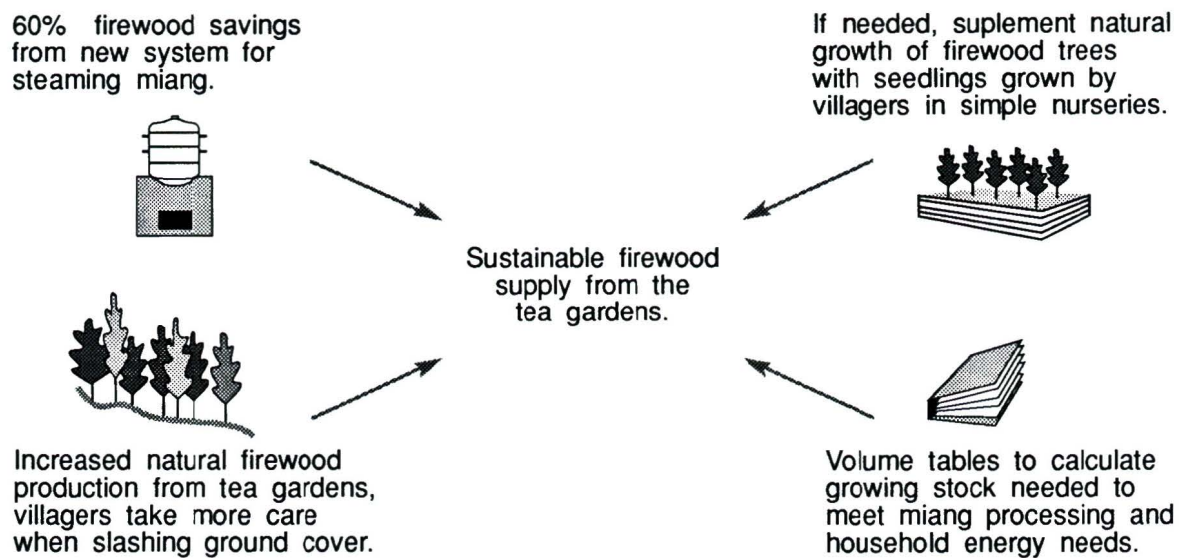 60% firewood savings
from new system for
steaming miang.
If needed, suplement natural
growth of firewood trees
with seedlings grown by
villagers in simple nurseries.
Sustainable firewood
supply from the
tea gardens.
Increased natural firewood
production from tea gardens,
villagers take more care
when slashing ground cover.
Volume tables to calculate
growing stock needed to
meet miang processing and
household energy needs.